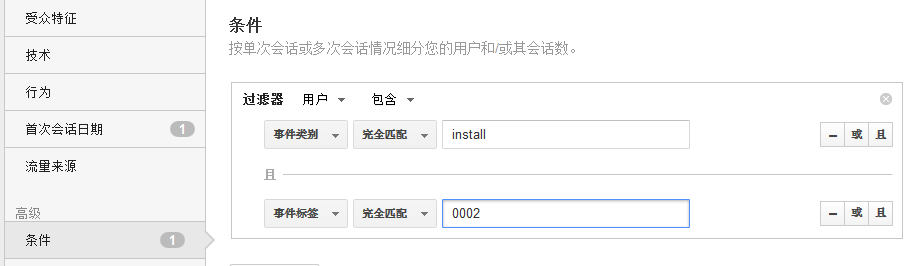 受众特征
技术
行为
首次会话日期 1
流量来源
高级
条件 1
条件
按单次会话或多次会话情况细分您的用户和/或其会话数。
过滤器 用户 包含
事件类别 完全匹配 install － 或 且
且
事件标签 完全匹配 0002 － 或 且